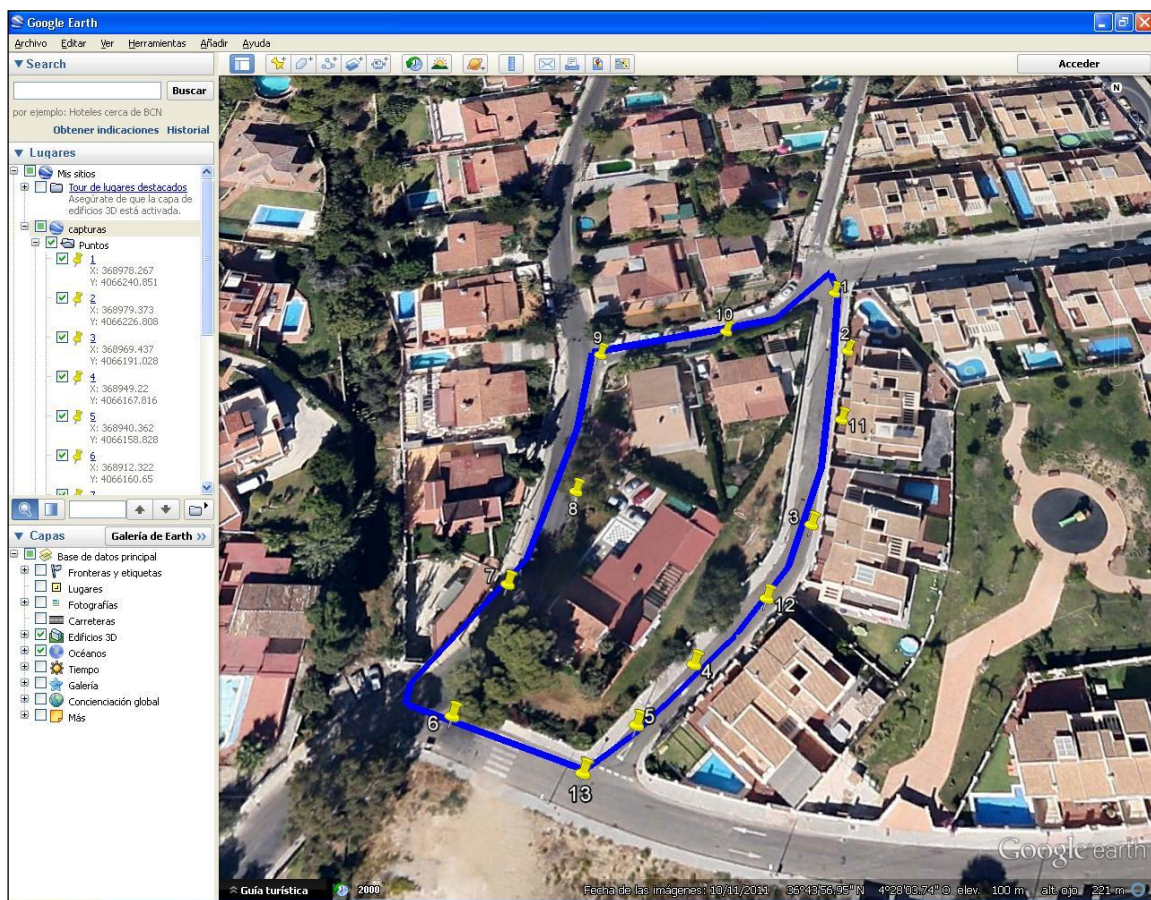 Google Earth
Archivo Editar Ver Herramientas Añadir Ayuda
Search
Buscar
por ejemplo: Hoteles cerca de BCN
Obtener indicaciones Historial
Lugares
Mis sitios
Tour de lugares destacados
Asegúrate de que la capa de
edificios 3D está activada.
capturas
Puntos
1
X: 368978.267
Y: 4066240.851
2
X: 368979.373
Y: 4066226.808
3
X: 368969.437
Y: 4066191.028
4
X: 368949.22
Y: 4066167.816
5
X: 368940.362
Y: 4066158.828
6
X: 368912.322
Y: 4066160.65
Capas
Galería de Earth >>
Base de datos principal
Fronteras y etiquetas
Lugares
Fotografías
Carreteras
Edificios 3D
Océanos
Tiempo
Galería
Concienciación global
Más
Acceder
N
1
10
9
2
11
8
3
7
12
4
6
5
13
Google earth
Guía turística
2000
Fecha de las imágenes: 10/11/2011 36°43'56.95" N 4°28'03.74" O elev. 100 m alt. ojo 221 m